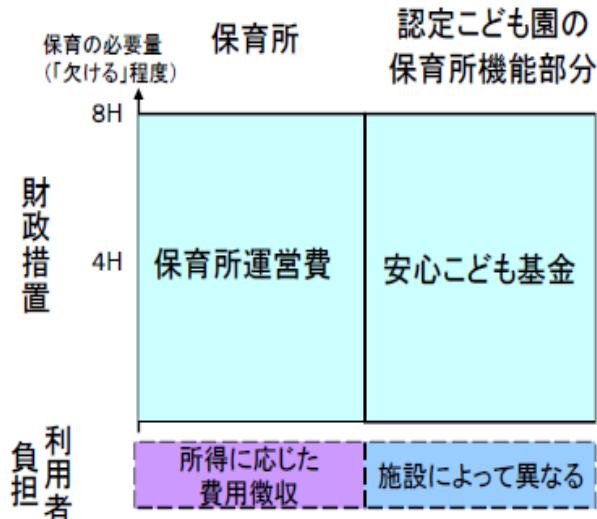 保育の必要量
(「欠ける」程度)
保育所
認定こども園の
保育所機能部分
8H
4H
財政措置
保育所運営費
安心こども基金
利用者
負担
所得に応じた
費用徴収
施設によって異なる